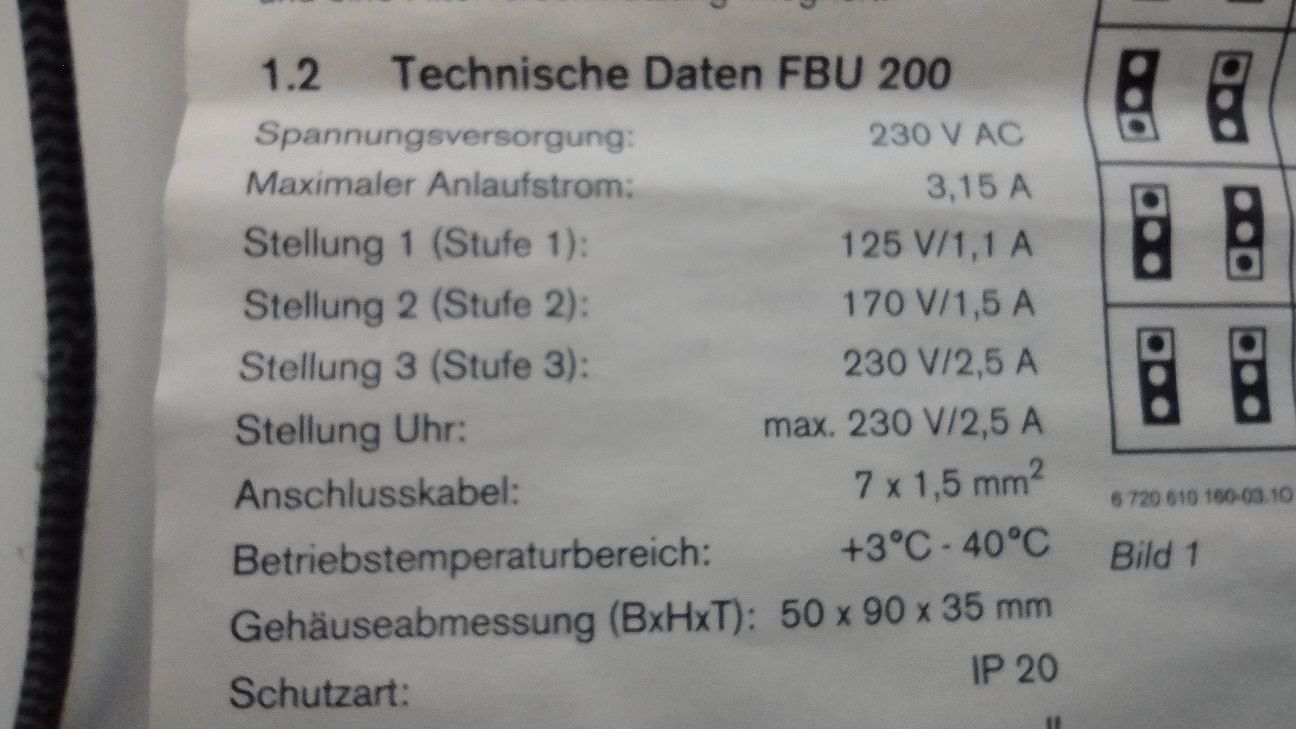 1.2 Technische Daten FBU 200
Spannungsversorgung: 230 V AC
Maximaler Anlaufstrom: 3,15 A
Stellung 1 (Stufe 1): 125 V/1,1 A
Stellung 2 (Stufe 2): 170 V/1,5 A
Stellung 3 (Stufe 3): 230 V/2,5 A
Stellung Uhr: max. 230 V/2,5 A
Anschlusskabel: 7 x 1,5 mm²
Betriebstemperaturbereich: +3°C - 40°C
Gehäuseabmessung (BxHxT): 50 x 90 x 35 mm
Schutzart: IP 20
6 720 610 160-03.1O
Bild 1